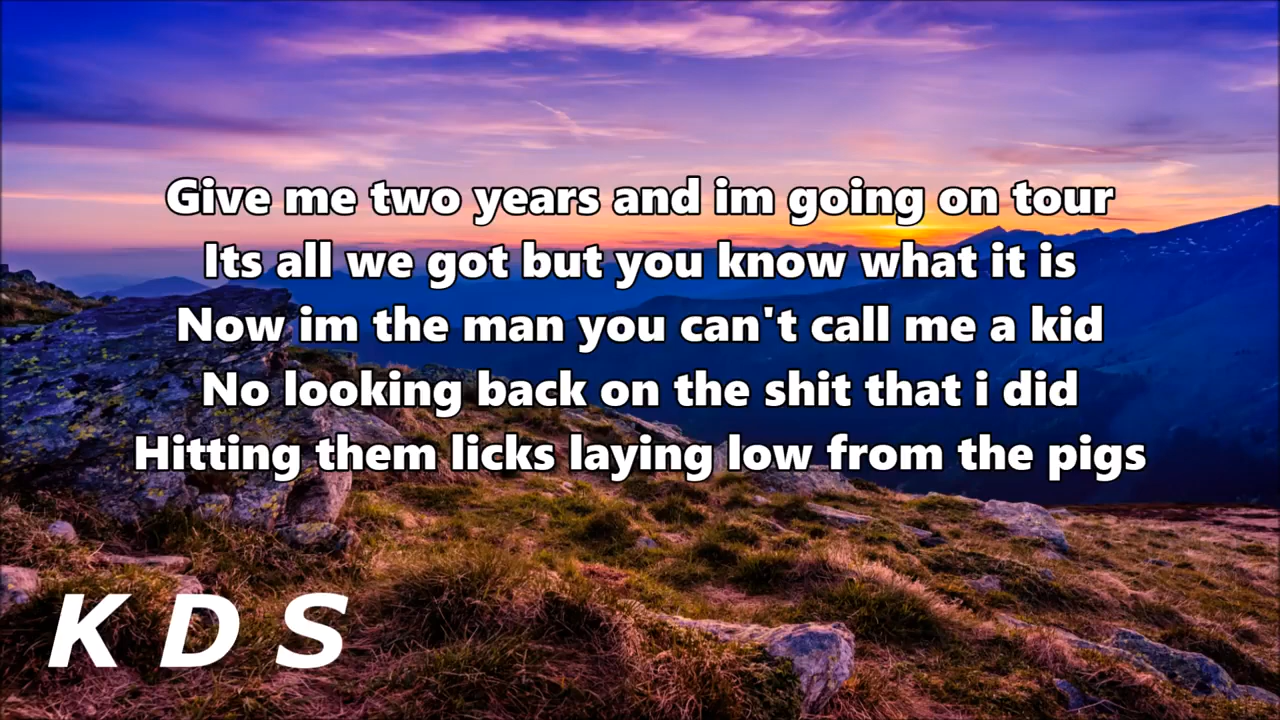 Give me two years and im going on tour
Its all we got but you know what it is
Now im the man you can't call me a kid
No looking back on the shit that i did
Hitting them licks laying low from the pigs
K D S